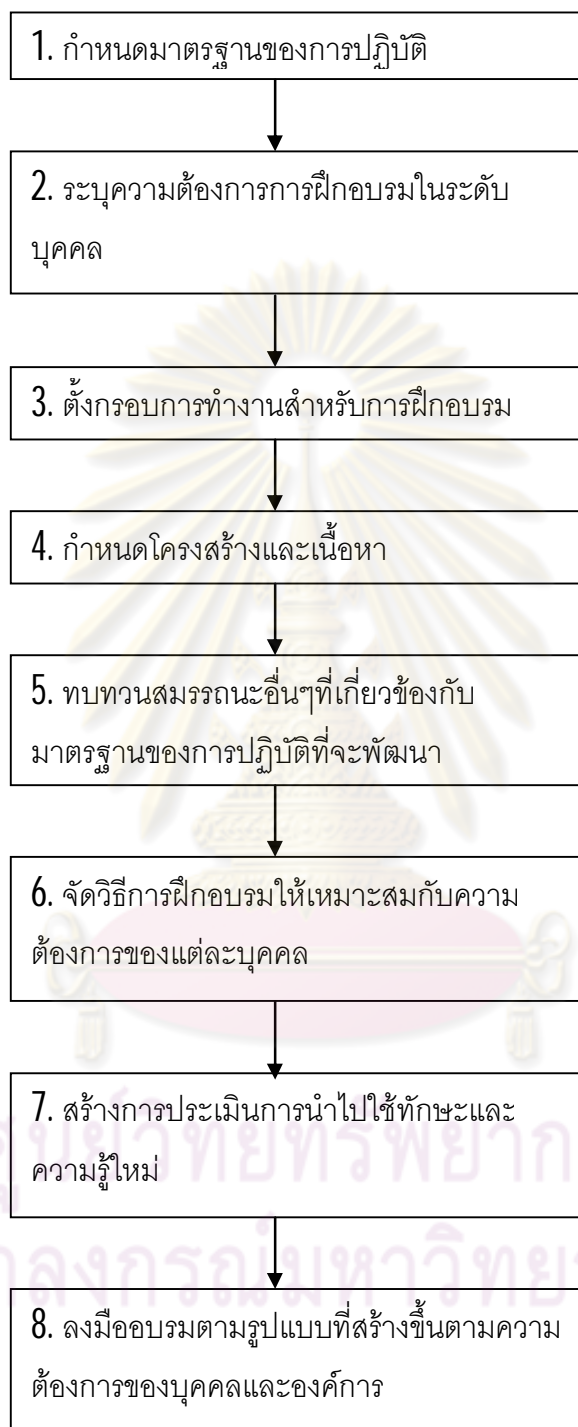 1. กำหนดมาตรฐานของการปฏิบัติ
2. ระบุความต้องการการฝึกอบรมในระดับ
บุคคล
3. ตั้งกรอบการทำงานสำหรับการฝึกอบรม
4. กำหนดโครงสร้างและเนื้อหา
5. ทบทวนสมรรถนะอื่นๆที่เกี่ยวข้องกับ
มาตรฐานของการปฏิบัติที่จะพัฒนา
6. จัดวิธีการฝึกอบรมให้เหมาะสมกับความ
ต้องการของแต่ละบุคคล
7. สร้างการประเมินการนำไปใช้ทักษะและ
ความรู้ใหม่
8. ลงมืออบรมตามรูปแบบที่สร้างขึ้นตามความ
ต้องการของบุคคลและองค์การ